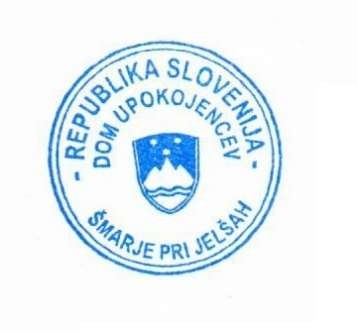 - REPUBLIKA SLOVENIJA -
DOM UPOKOJENCEV
ŠMARJE PRI JELŠAH